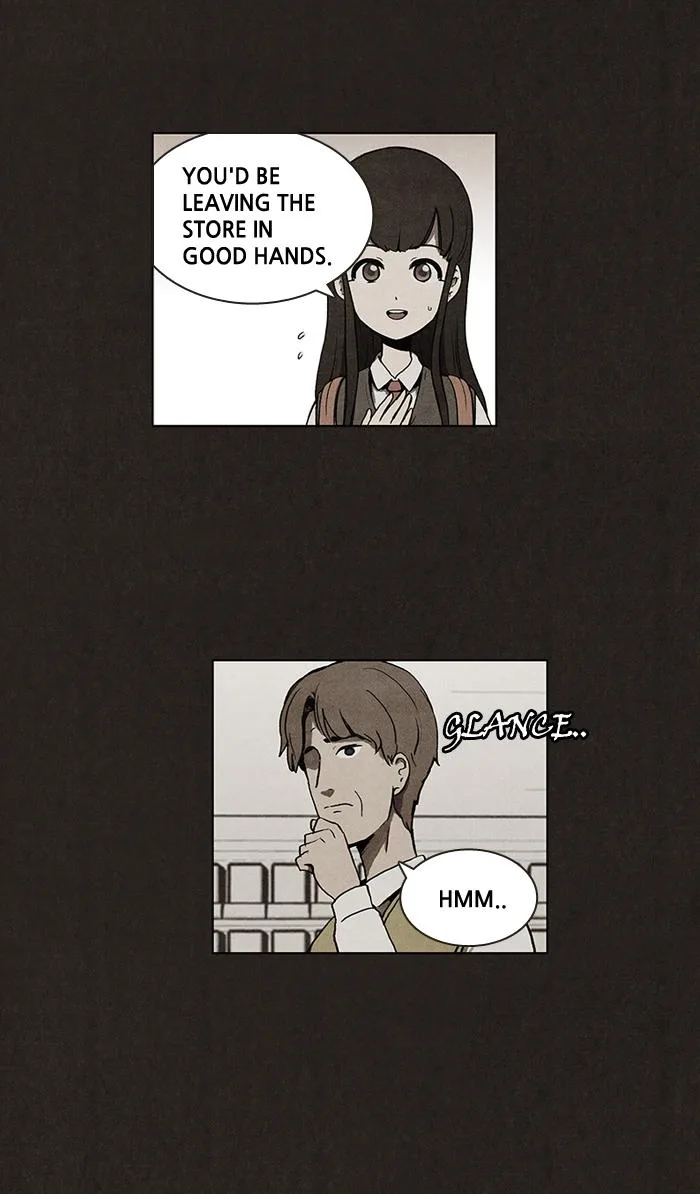 YOU'D BE
LEAVING THE
STORE IN
GOOD HANDS.
GLANCE..
HMM..